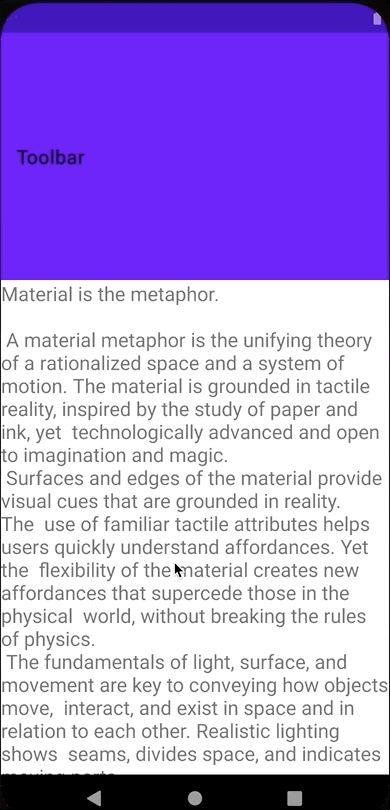 Toolbar
Material is the metaphor.
A material metaphor is the unifying theory
of a rationalized space and a system of
motion. The material is grounded in tactile
reality, inspired by the study of paper and
ink, yet  technologically advanced and open
to imagination and magic.
Surfaces and edges of the material provide
visual cues that are grounded in reality.
The  use of familiar tactile attributes helps
users quickly understand affordances. Yet
the  flexibility of the material creates new
affordances that supercede those in the
physical  world, without breaking the rules
of physics.
The fundamentals of light, surface, and
movement are key to conveying how objects
move,  interact, and exist in space and in
relation to each other. Realistic lighting
shows  seams, divides space, and indicates
moving parts.